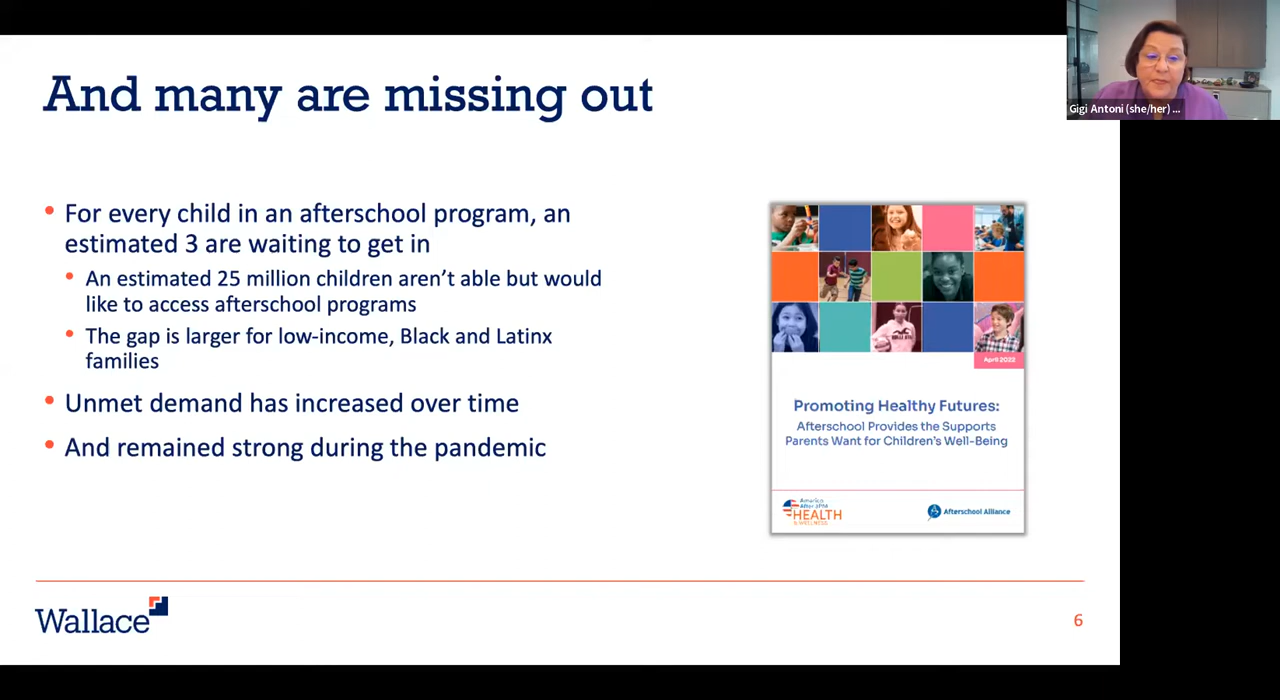 And many are missing out
Gigi Antoni (she/her) ...
• For every child in an afterschool program, an
estimated 3 are waiting to get in
• An estimated 25 million children aren’t able but would
like to access afterschool programs
• The gap is larger for low-income, Black and Latinx
families
• Unmet demand has increased over time
• And remained strong during the pandemic
April 2022
Promoting Healthy Futures:
Afterschool Provides the Supports
Parents Want for Children's Well-Being
America
After 3PM
HEALTH
& WELLNESS
Afterschool Alliance
Wallace
6